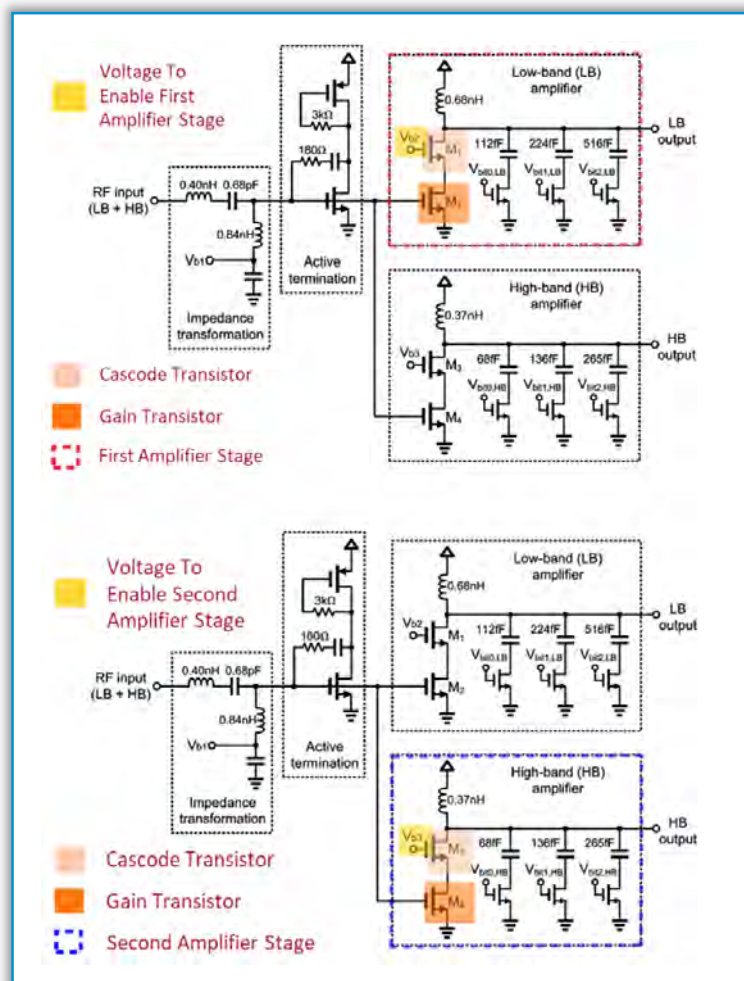 Voltage To
Enable First
Amplifier Stage
Low-band (LB)
amplifier
0.68nH
LB
output
3kΩ
180Ω
Vb2
M1
112fF
224fF
516fF
Vbit0,LB
Vbit1,LB
Vbit2,LB
RF input
(LB + HB)
0.40nH
0.68pF
0.84nH
Vb1
Impedance
transformation
Active
termination
High-band (HB)
amplifier
0.37nH
HB
output
Vb3
M3
68fF
136fF
265fF
Vbit0,HB
Vbit1,HB
Vbit2,HB
M4
Cascode Transistor
Gain Transistor
First Amplifier Stage
Voltage To
Enable Second
Amplifier Stage
Low-band (LB)
amplifier
0.68nH
LB
output
3kΩ
180Ω
Vb2
M1
112fF
224fF
516fF
Vbit0,LB
Vbit1,LB
Vbit2,LB
M2
RF input
(LB + HB)
0.40nH
0.68pF
0.84nH
Vb1
Impedance
transformation
Active
termination
High-band (HB)
amplifier
0.37nH
HB
output
Vb3
68fF
136fF
265fF
Vbit0,HB
Vbit1,HB
Vbit2,HB
Cascode Transistor
Gain Transistor
Second Amplifier Stage